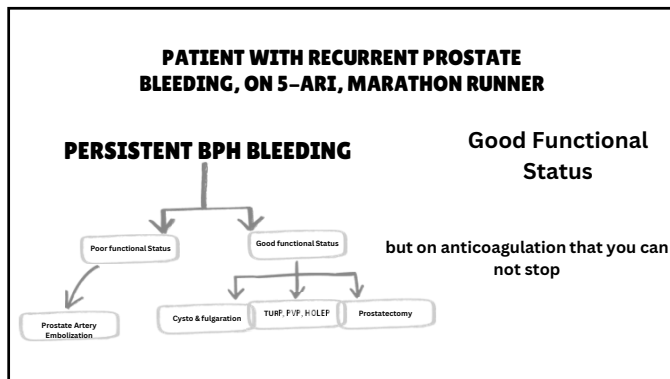 PATIENT WITH RECURRENT PROSTATE
BLEEDING, ON 5-ARI, MARATHON RUNNER
PERSISTENT BPH BLEEDING
Good Functional
Status
Poor functional Status
Good functional Status
but on anticoagulation that you can
not stop
Prostate Artery
Embolization
Cysto & fulgaration
TURP, PVP, HOLEP
Prostatectomy